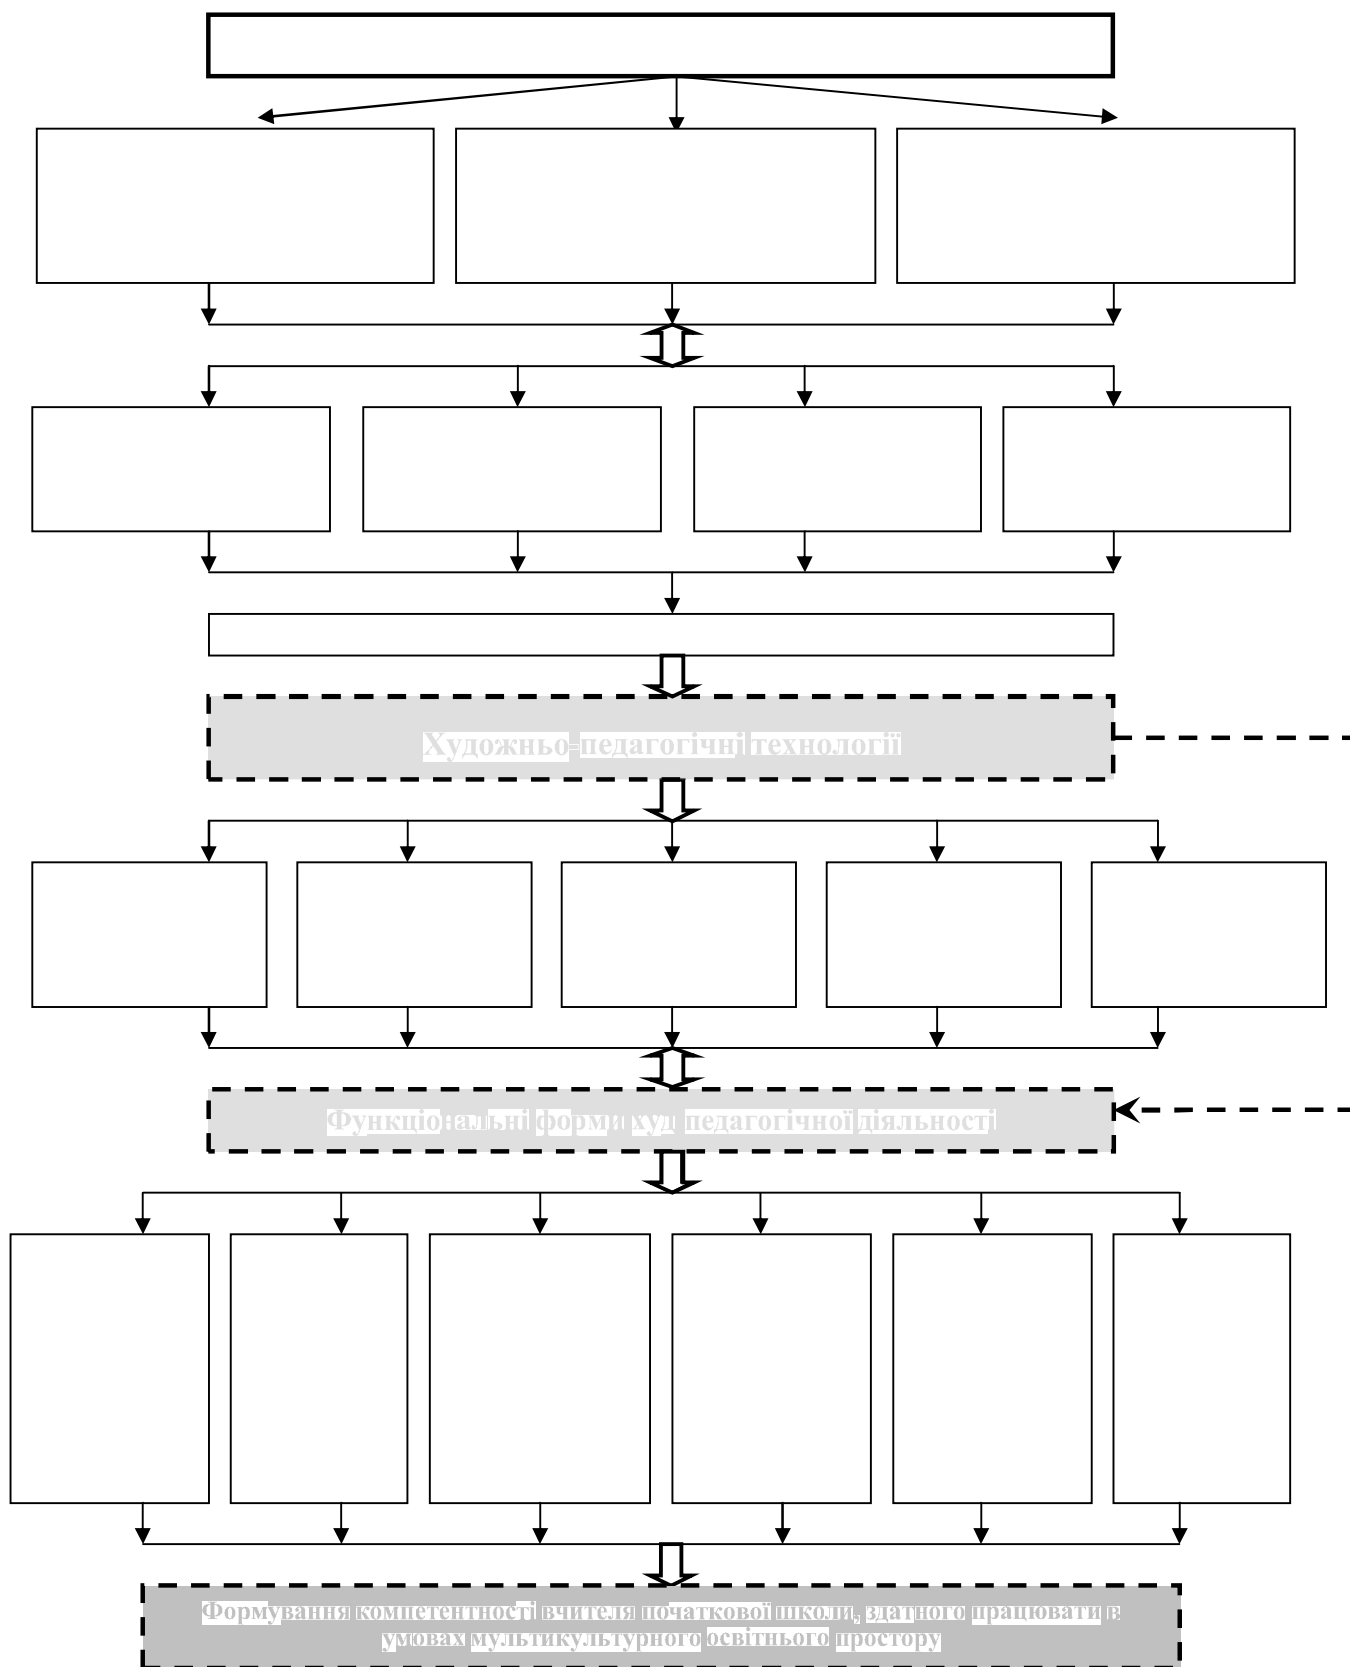 Художньо-педагогічні технології
Функціональні форми худ педагогічної діяльності
Формування компетентності вчителя початкової школи, здатного працювати в
умовах мультикультурного освітнього простору